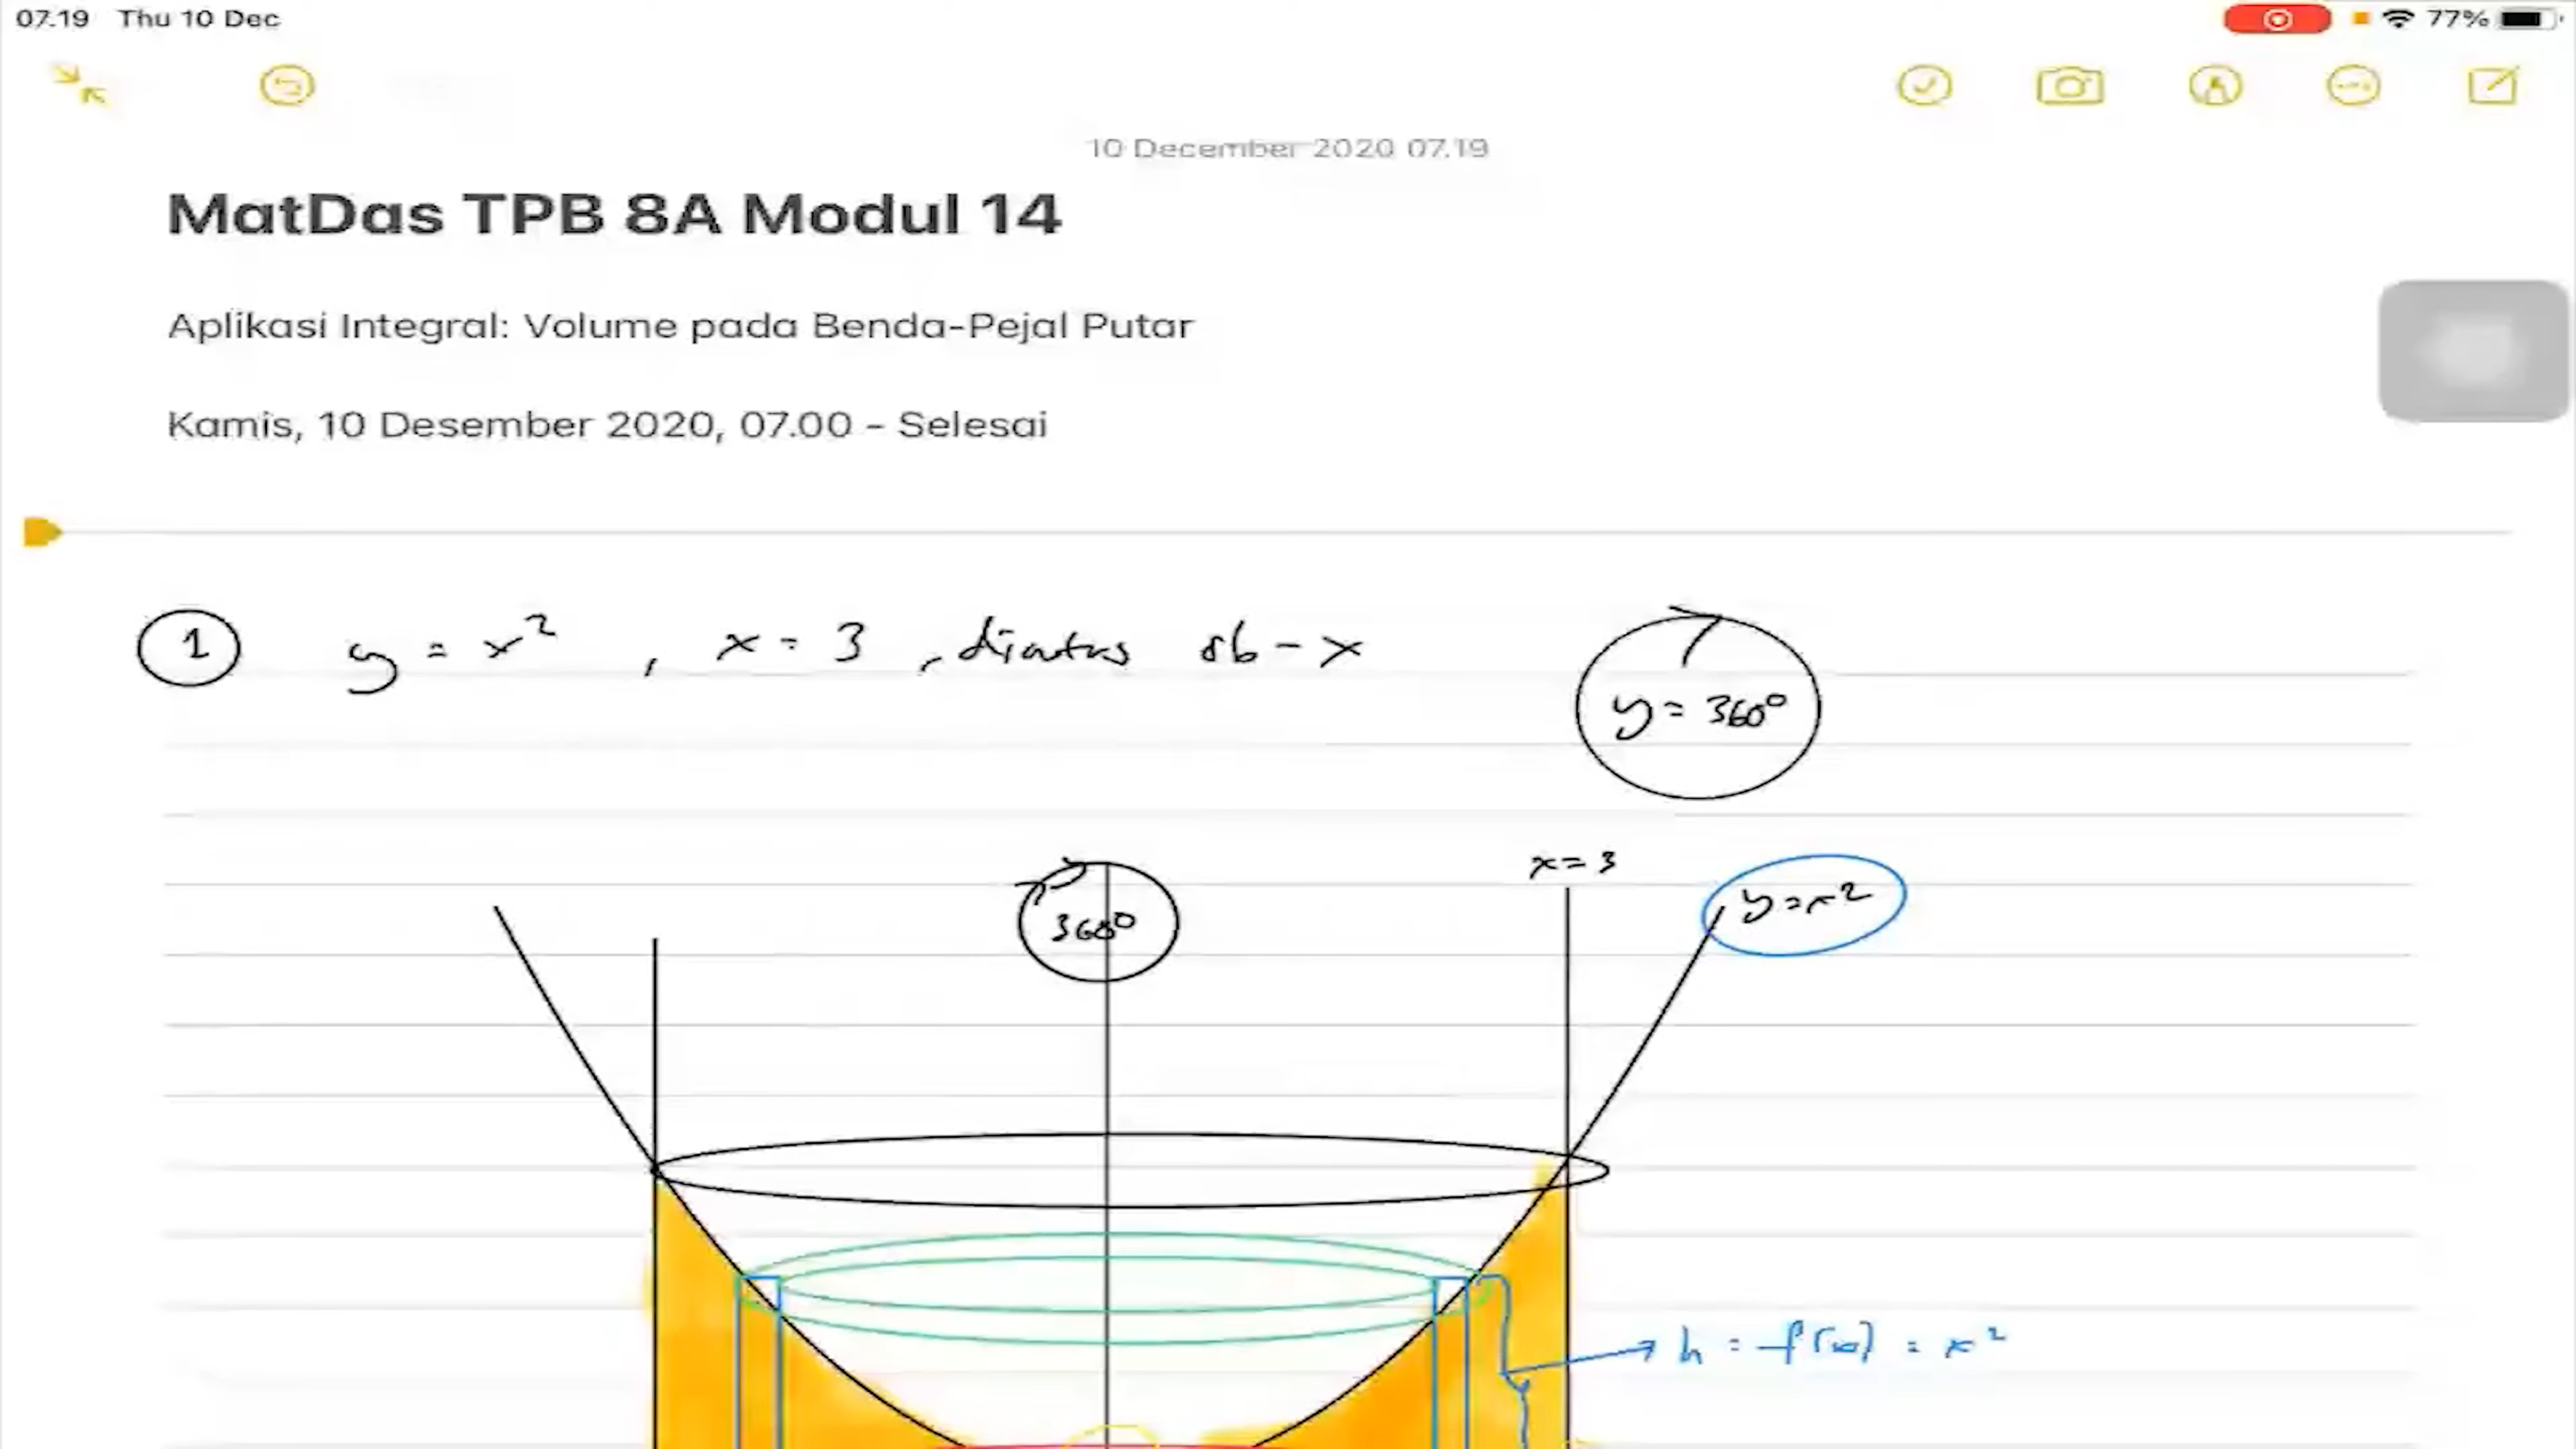 07.19 Thu 10 Dec
77%
10 December 2020 07.19
MatDas TPB 8A Modul 14
Aplikasi Integral: Volume pada Benda-Pejal Putar
Kamis, 10 Desember 2020, 07.00 - Selesai
1 y = x² , x = 3 , diatas sb-x
y = 360°
360°
x = 3
y = x²
h = f(x) = x²